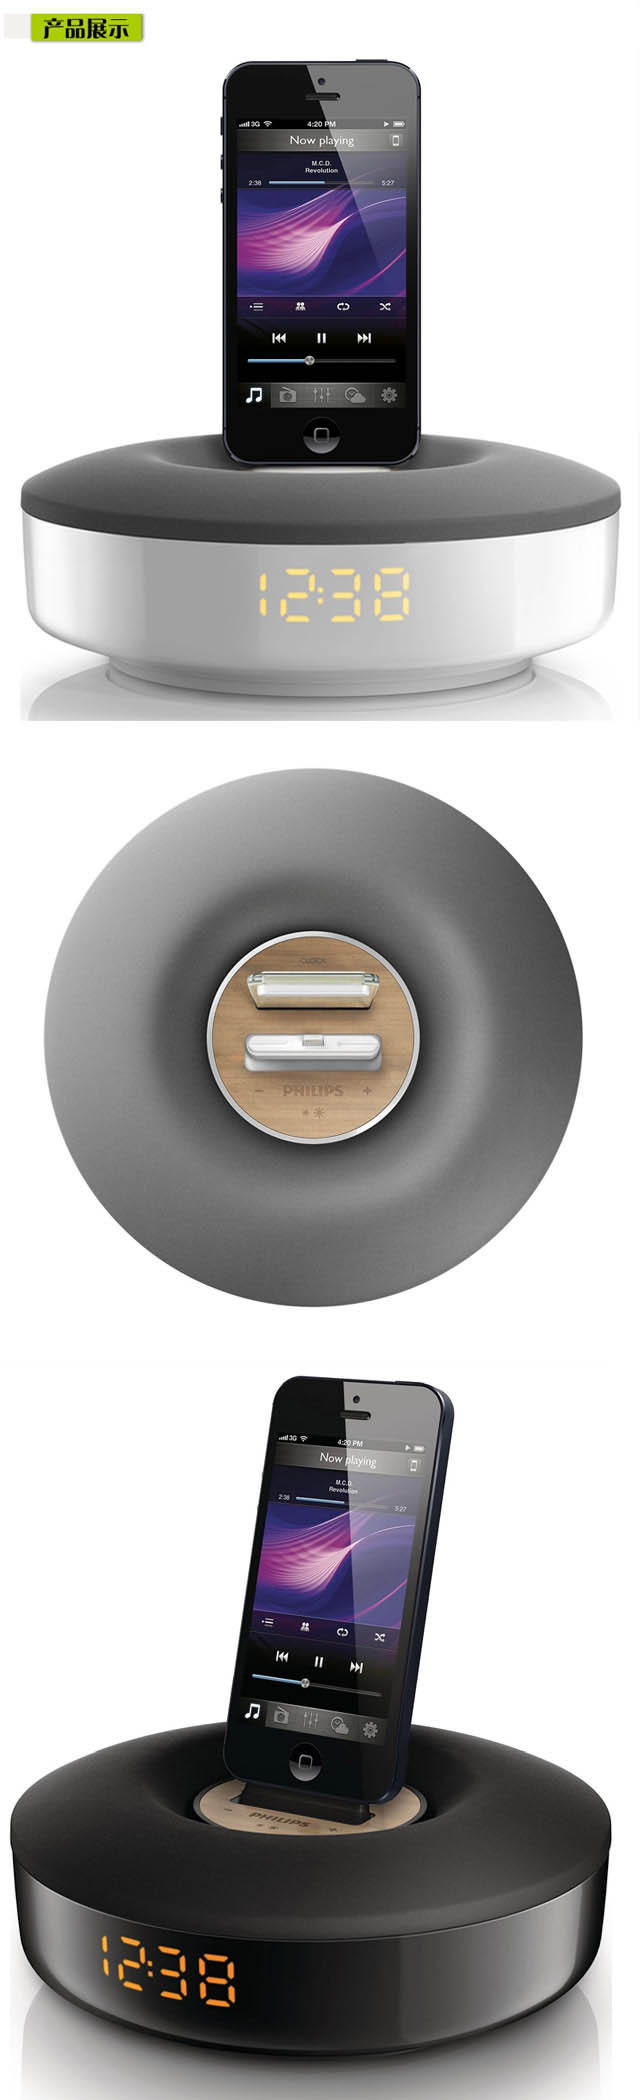 产品展示
3G 4:20 PM
Now playing
M.C.D.
Revolution
2:38 5:27
12:38
CLOCK
- PHILIPS +
3G 4:20 PM
Now playing
M.C.D.
Revolution
2:38 5:27
- PHILIPS +
12:38